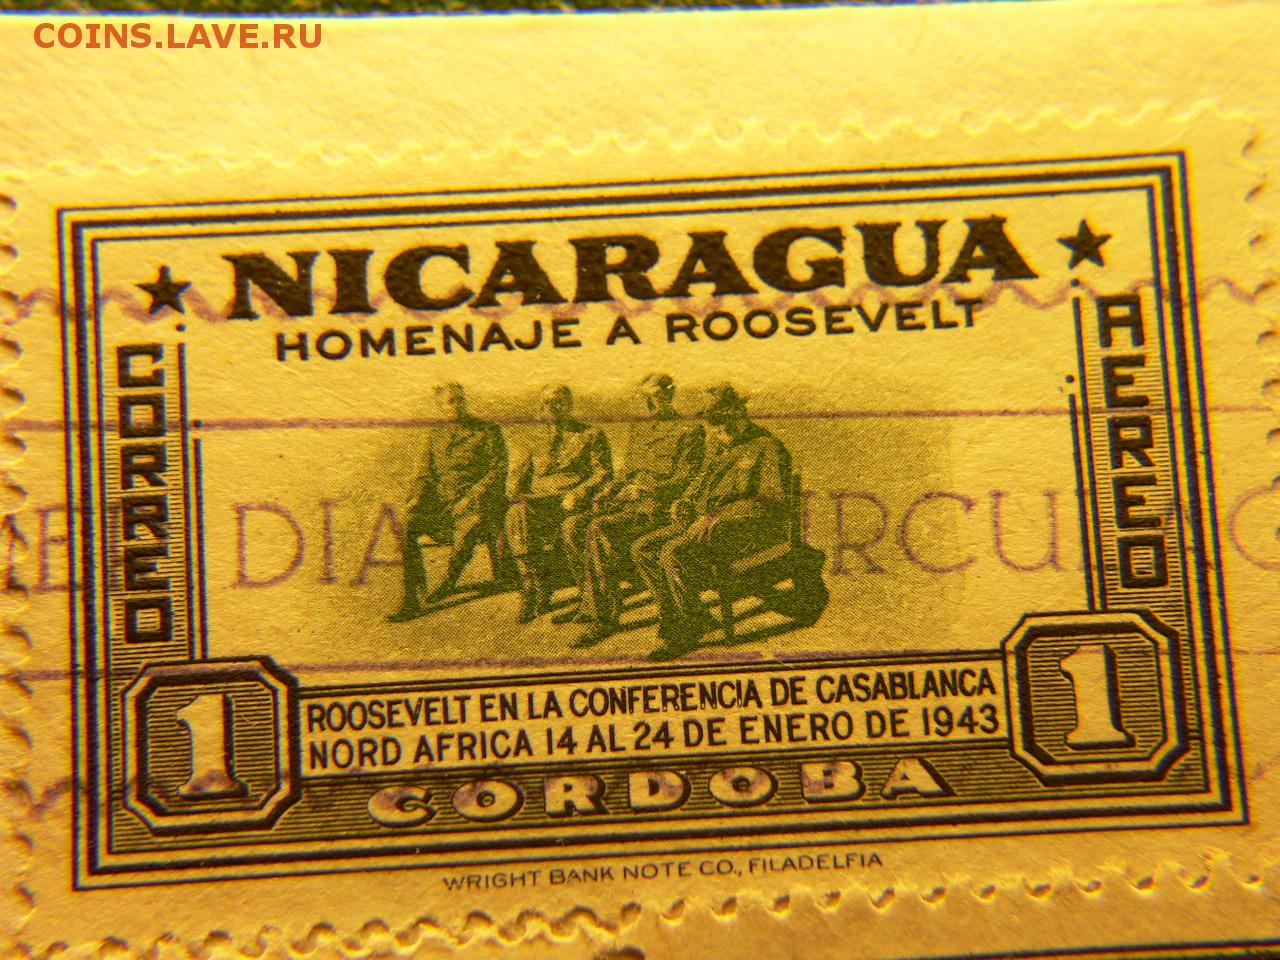 COINS.LAVE.RU
NICARAGUA
HOMENAJE A ROOSEVELT
CORREO
AEREO
DIA CIRCU
1
1
ROOSEVELT EN LA CONFERENCIA DE CASABLANCA
NORD AFRICA 14 AL 24 DE ENERO DE 1943
CORDOBA
WRIGHT BANK NOTE CO., FILADELFIA